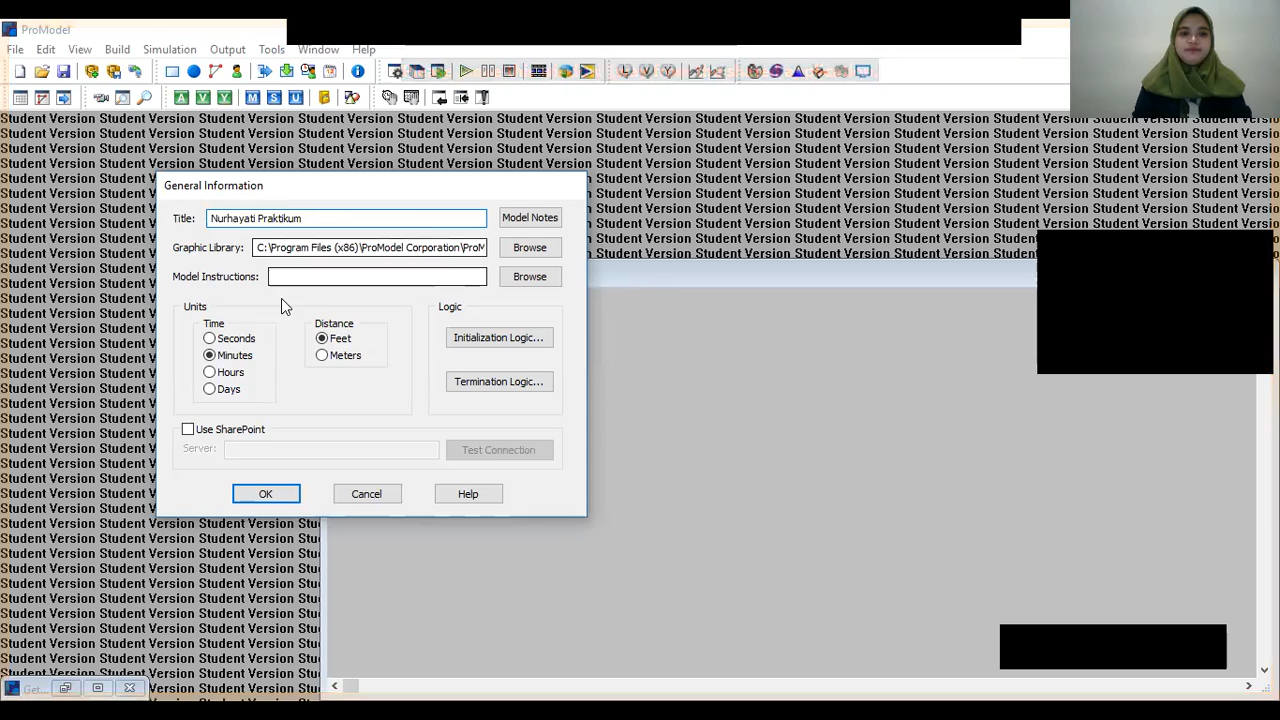 ProModel
File Edit View Build Simulation Output Tools Window Help
Student Version Student Version Student Version Student Version Student Version Student Version Student Version Student Version Student Version Student Version Student Version Student Version Student Version
General Information
Title: Nurhayati Praktikum Model Notes
Graphic Library: C:\Program Files (x86)\ProModel Corporation\ProM Browse
Model Instructions: Browse
Units Logic
Time Distance
Seconds Feet Initialization Logic...
Minutes Meters
Hours
Days Termination Logic...
Use SharePoint
Server: Test Connection
OK Cancel Help
Get...